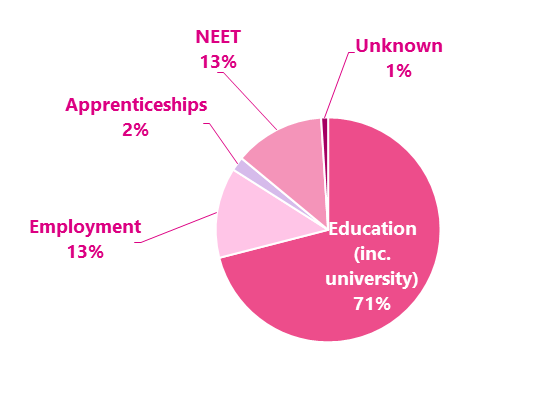 NEET
13%
Unknown
1%
Apprenticeships
2%
Employment
13%
Education
(inc.
university)
71%